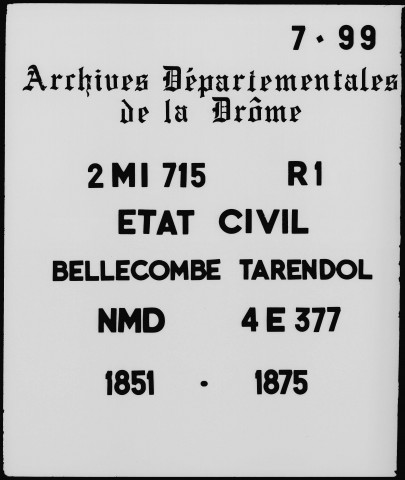 7 · 99
Archives Départementales
de la Drôme
2 MI 715 R1
ETAT CIVIL
BELLECOMBE TARENDOL
NMD 4 E 377
1851 · 1875